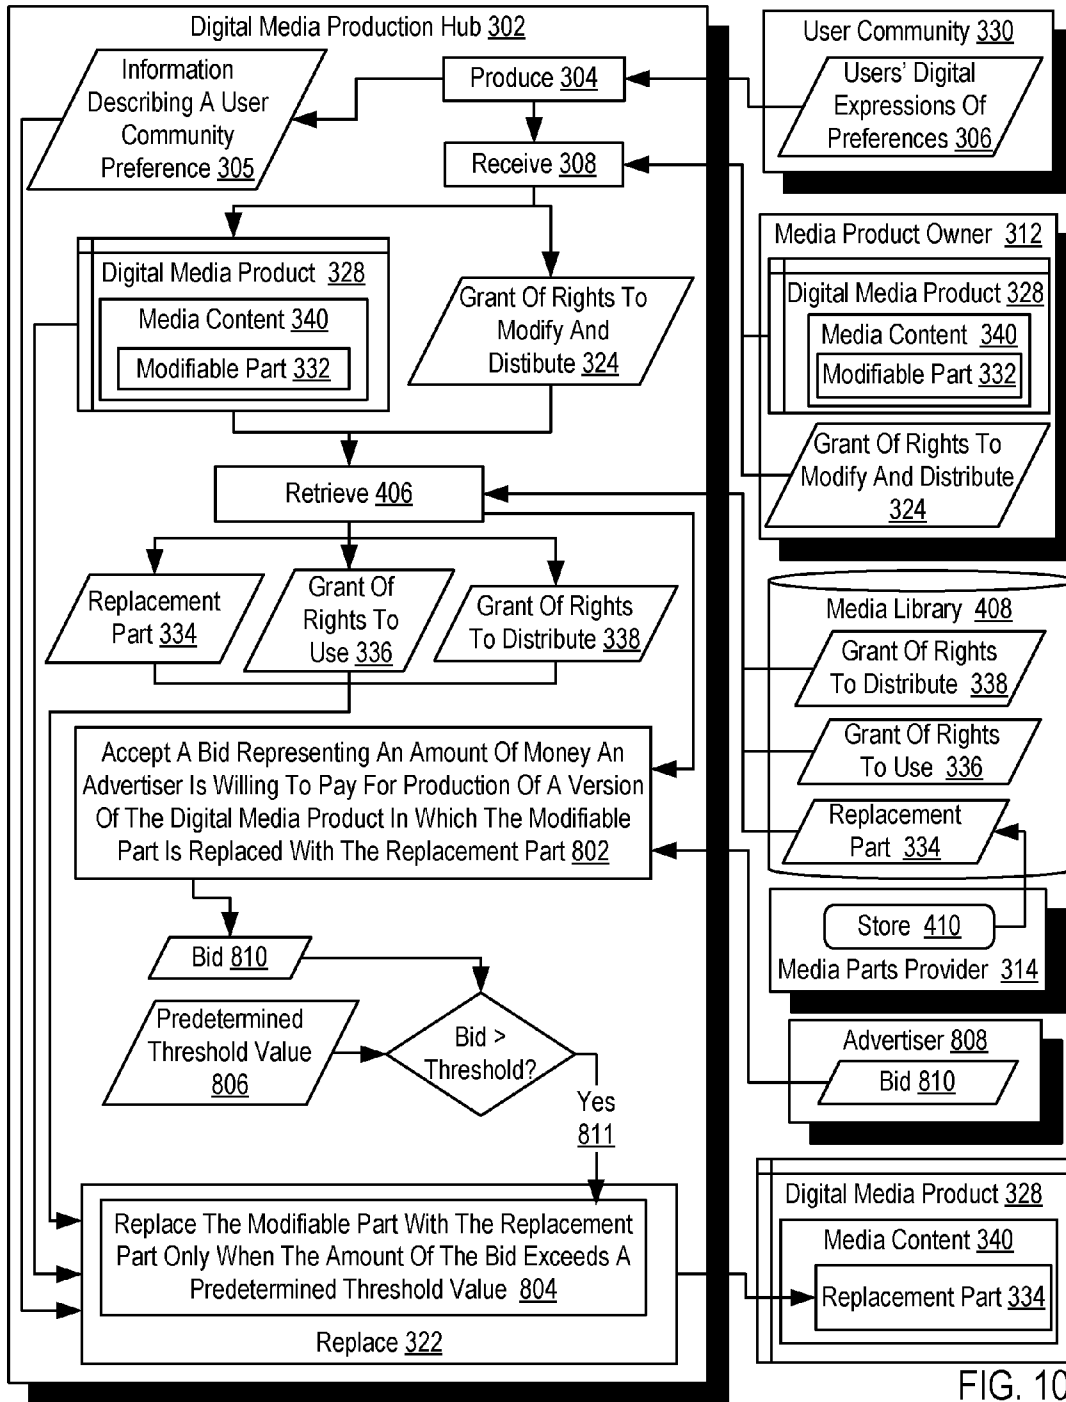 Digital Media Production Hub 302
Information
Describing A User
Community
Preference 305
Produce 304
Receive 308
User Community 330
Users' Digital
Expressions Of
Preferences 306
Digital Media Product 328
Media Content 340
Modifiable Part 332
Grant Of Rights To
Modify And
Distibute 324
Media Product Owner 312
Digital Media Product 328
Media Content 340
Modifiable Part 332
Grant Of Rights To
Modify And Distribute
324
Retrieve 406
Replacement
Part 334
Grant Of
Rights To
Use 336
Grant Of Rights
To Distribute 338
Media Library 408
Grant Of Rights
To Distribute 338
Grant Of Rights
To Use 336
Replacement
Part 334
Accept A Bid Representing An Amount Of Money An
Advertiser Is Willing To Pay For Production Of A Version
Of The Digital Media Product In Which The Modifiable
Part Is Replaced With The Replacement Part 802
Store 410
Media Parts Provider 314
Bid 810
Predetermined
Threshold Value
806
Bid >
Threshold?
Yes
811
Advertiser 808
Bid 810
Replace The Modifiable Part With The Replacement
Part Only When The Amount Of The Bid Exceeds A
Predetermined Threshold Value 804
Replace 322
Digital Media Product 328
Media Content 340
Replacement Part 334
FIG. 10